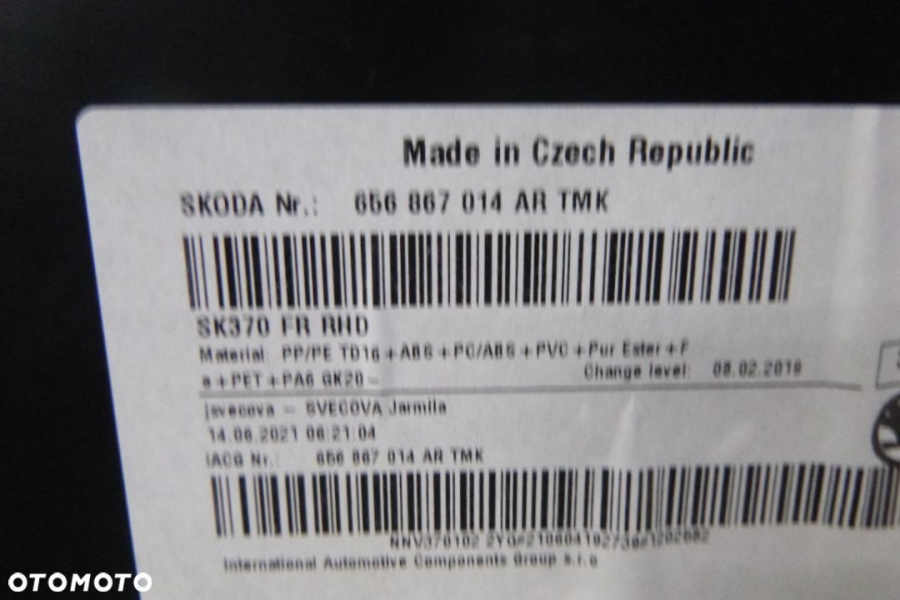 Made in Czech Republic
SKODA Nr.: 656 867 014 AR TMK
SK370 FR RHD
Material: PP/PE TD16+ABS+PC/ABS+PVC+Pur Ester+F
e+PET+PA6 GK20-
Change level: 08.02.2019
jsvecova - SVECOVA Jarmila
14.06.2021 06:21:04
IACG Nr.: 656 867 014 AR TMK
International Automotive Components Group s.r.o
OTOMOTO